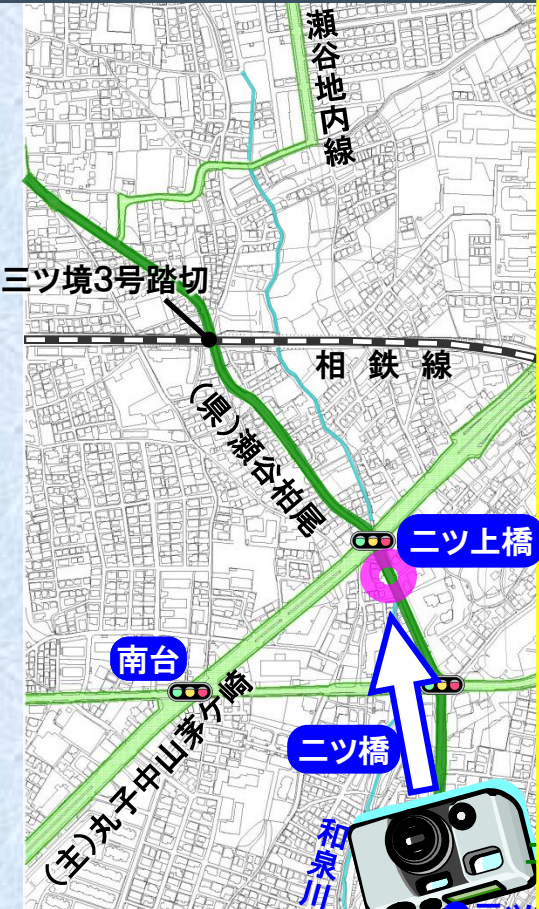 瀬谷地内線
三ツ境3号踏切
相鉄線
(県)瀬谷柏尾
二ツ上橋
南台
(主)丸子中山茅ケ崎
二ツ橋
和泉川